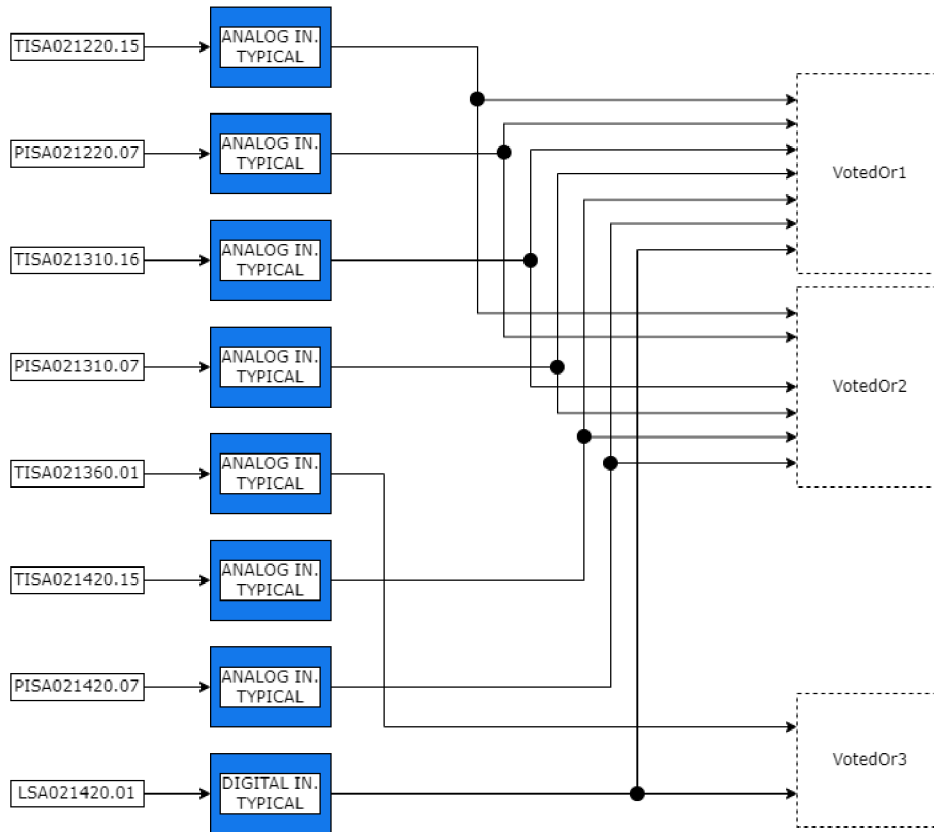 TISA021220.15
ANALOG IN.
TYPICAL
PISA021220.07
ANALOG IN.
TYPICAL
VotedOr1
TISA021310.16
ANALOG IN.
TYPICAL
PISA021310.07
ANALOG IN.
TYPICAL
VotedOr2
TISA021360.01
ANALOG IN.
TYPICAL
TISA021420.15
ANALOG IN.
TYPICAL
PISA021420.07
ANALOG IN.
TYPICAL
VotedOr3
LSA021420.01
DIGITAL IN.
TYPICAL